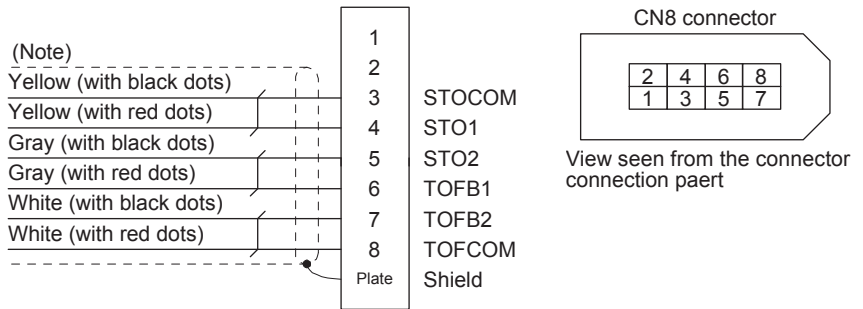 (Note)
Yellow (with black dots)
Yellow (with red dots)
Gray (with black dots)
Gray (with red dots)
White (with black dots)
White (with red dots)
1
2
3 STOCOM
4 STO1
5 STO2
6 TOFB1
7 TOFB2
8 TOFCOM
Plate Shield
CN8 connector
2 4 6 8
1 3 5 7
View seen from the connector
connection paert